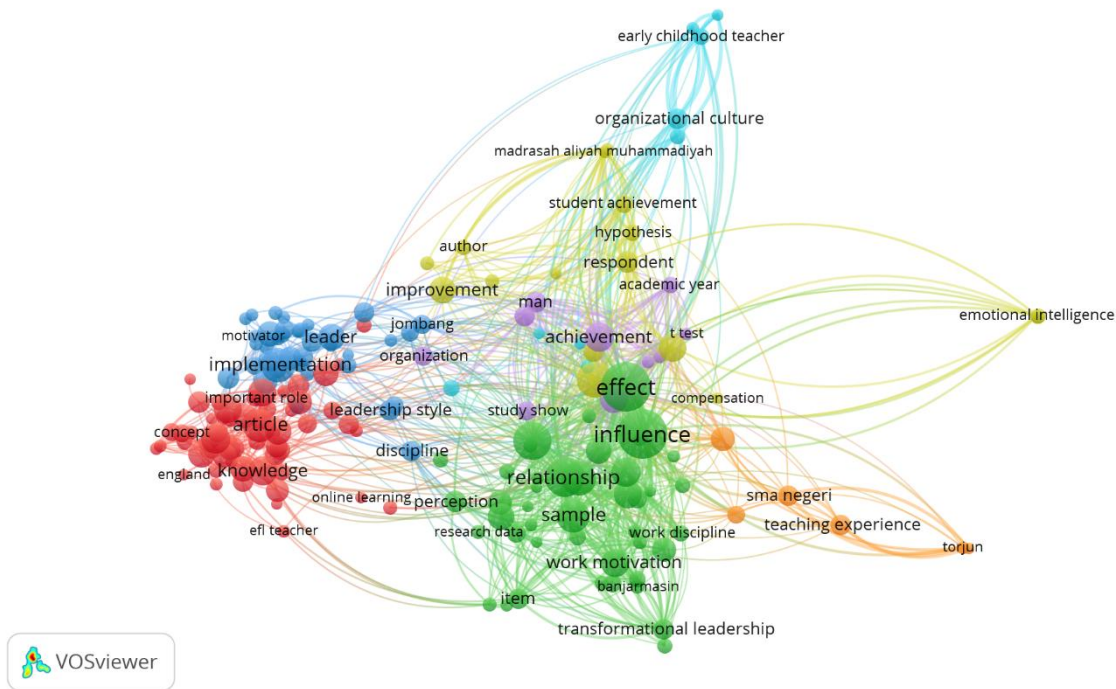 early childhood teacher
organizational culture
madrasah aliyah muhammadiyah
student achievement
hypothesis
author
respondent
academic year
improvement
man
emotional intelligence
jombang
motivator
leader
achievement
t test
organization
implementation
effect
important role
compensation
leadership style
study show
article
concept
influence
discipline
knowledge
england
relationship
online learning
perception
sma negeri
sample
efl teacher
research data
work discipline
teaching experience
torjun
work motivation
banjarmasin
item
transformational leadership
VOSviewer